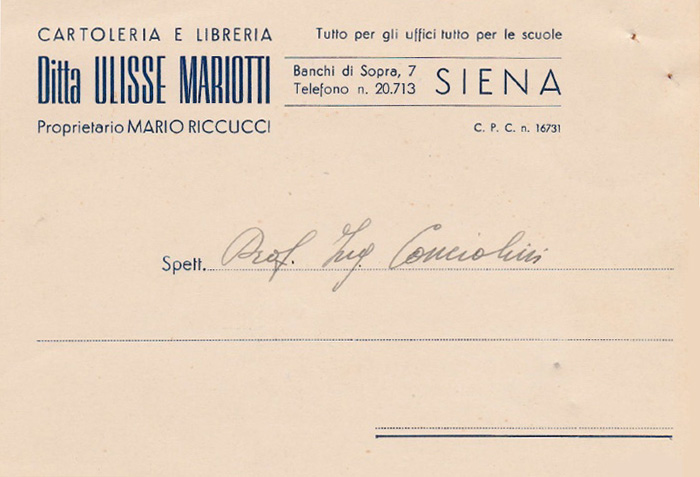 CARTOLERIA E LIBRERIA
Ditta ULISSE MARIOTTI
Proprietario MARIO RICCUCCI
Tutto per gli uffici tutto per le scuole
Banchi di Sopra, 7
Telefono n. 20.713
SIENA
C. P. C. n. 16731
Spett. Prof. Ing. Conciolini